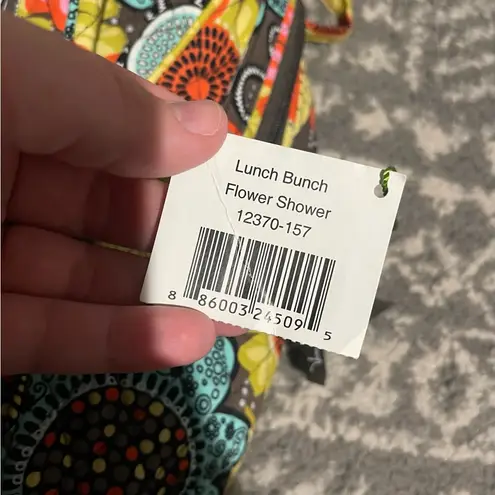 Lunch Bunch
Flower Shower
12370-157
8 86003 24509 5